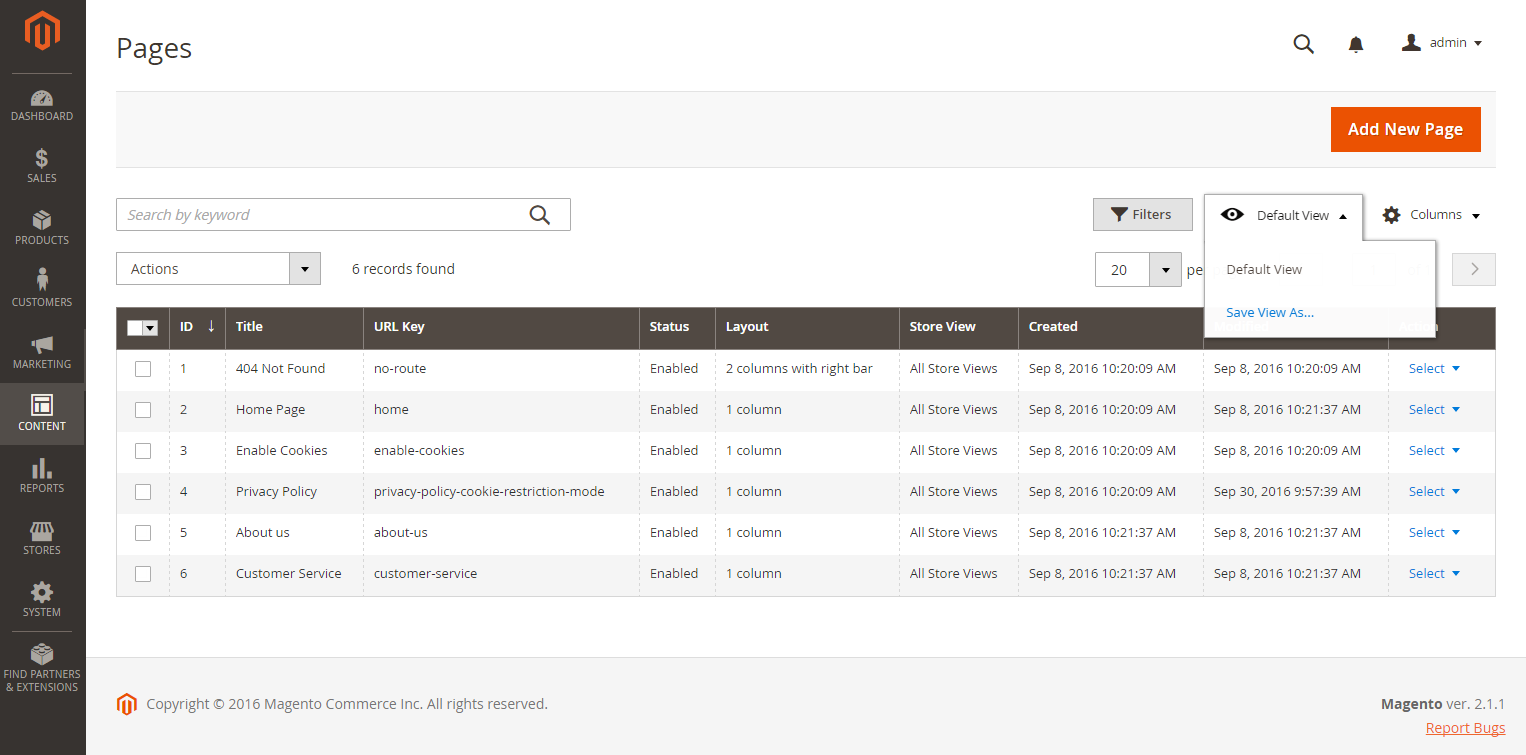 Pages
admin
DASHBOARD
SALES
PRODUCTS
CUSTOMERS
MARKETING
CONTENT
REPORTS
STORES
SYSTEM
FIND PARTNERS
& EXTENSIONS
Add New Page
Search by keyword
Filters
Default View
Columns
Actions
6 records found
20
pe
Default View
Save View As...
ID ↓ Title URL Key Status Layout Store View Created
1 404 Not Found no-route Enabled 2 columns with right bar All Store Views Sep 8, 2016 10:20:09 AM Sep 8, 2016 10:20:09 AM Select
2 Home Page home Enabled 1 column All Store Views Sep 8, 2016 10:20:09 AM Sep 8, 2016 10:21:37 AM Select
3 Enable Cookies enable-cookies Enabled 1 column All Store Views Sep 8, 2016 10:20:09 AM Sep 8, 2016 10:20:09 AM Select
4 Privacy Policy privacy-policy-cookie-restriction-mode Enabled 1 column All Store Views Sep 8, 2016 10:20:09 AM Sep 30, 2016 9:57:39 AM Select
5 About us about-us Enabled 1 column All Store Views Sep 8, 2016 10:21:37 AM Sep 8, 2016 10:21:37 AM Select
6 Customer Service customer-service Enabled 1 column All Store Views Sep 8, 2016 10:21:37 AM Sep 8, 2016 10:21:37 AM Select
Copyright © 2016 Magento Commerce Inc. All rights reserved.
Magento ver. 2.1.1
Report Bugs